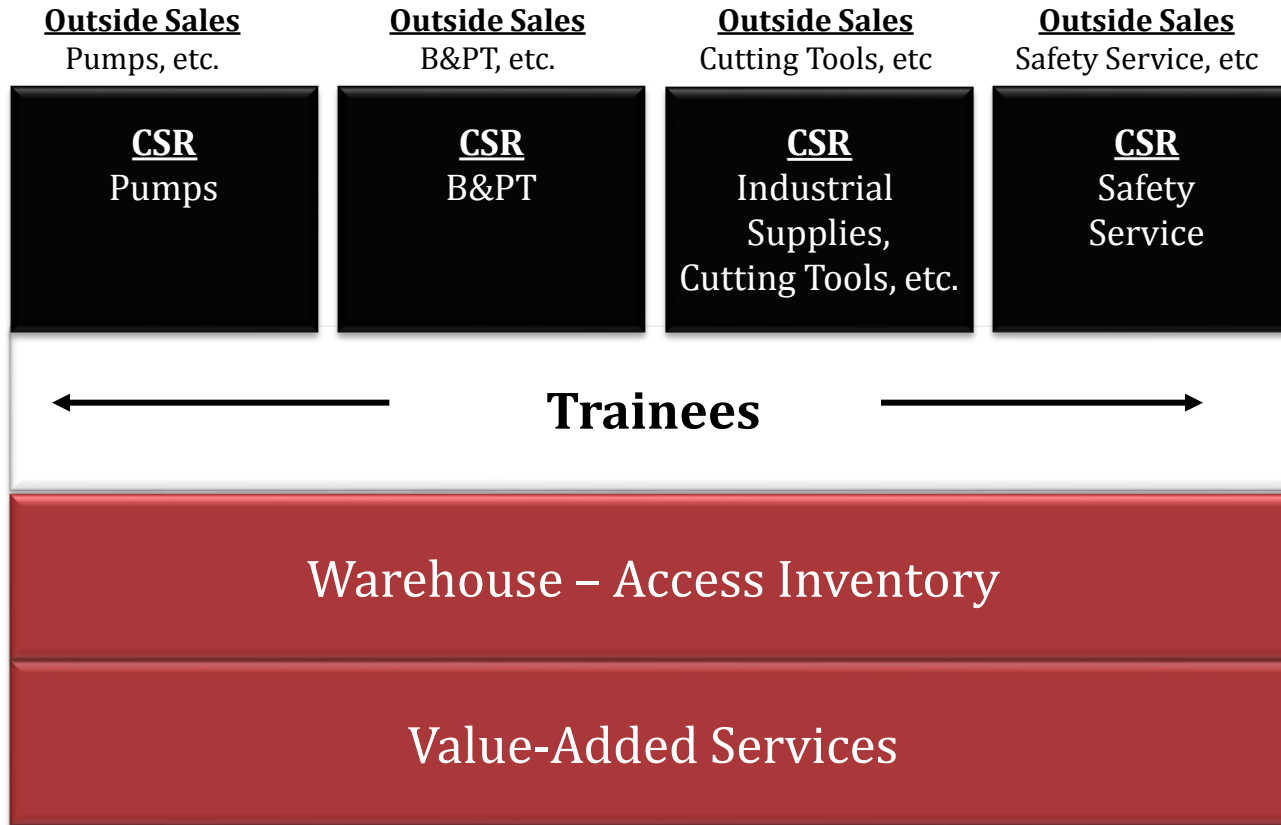 Outside Sales
Pumps, etc.
Outside Sales
B&PT, etc.
Outside Sales
Cutting Tools, etc
Outside Sales
Safety Service, etc
CSR
Pumps
CSR
B&PT
CSR
Industrial
Supplies,
Cutting Tools, etc.
CSR
Safety
Service
Trainees
Warehouse – Access Inventory
Value-Added Services